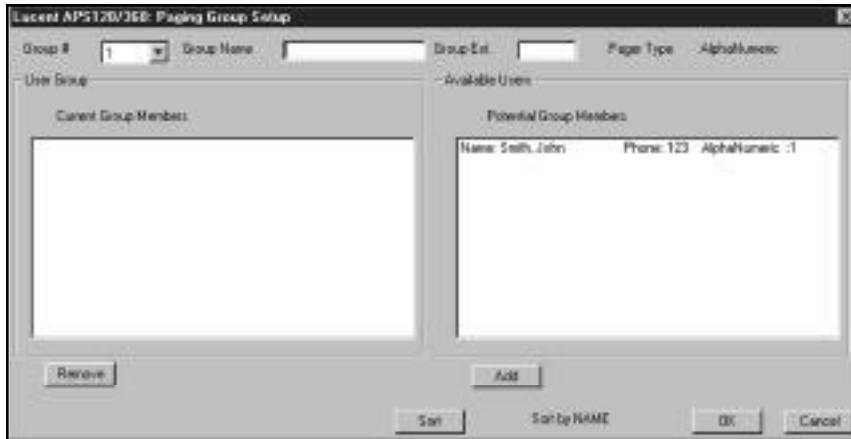 Lucent APS120/360: Paging Group Setup
Group # 1 Group Name Group Ext. Pager Type AlphaNumeric
User Group
Available Users
Current Group Members
Potential Group Members
Name: Smith, John Phone: 123 AlphaNumeric :1
Remove
Add
Sort Sort by NAME OK Cancel